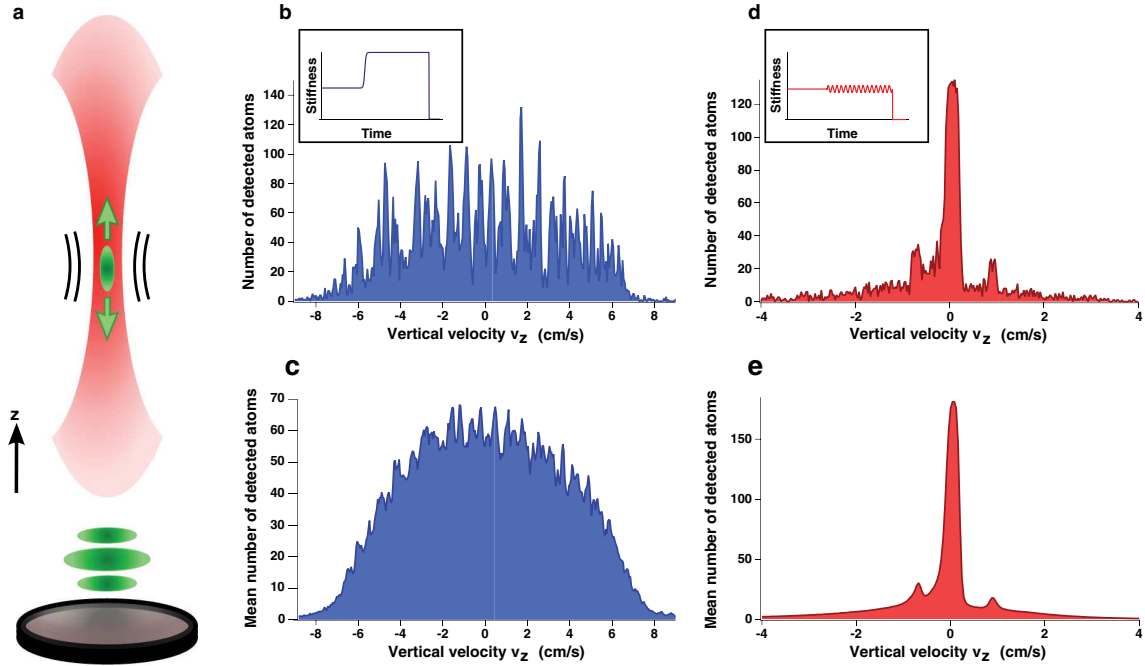 a
z
b
Stiffness
Time
Number of detected atoms
140
120
100
80
60
40
20
0
-8 -6 -4 -2 0 2 4 6 8
Vertical velocity vz (cm/s)
c
Mean number of detected atoms
70
60
50
40
30
20
10
0
-8 -6 -4 -2 0 2 4 6 8
Vertical velocity vz (cm/s)
d
Stiffness
Time
Number of detected atoms
120
100
80
60
40
20
0
-4 -2 0 2 4
Vertical velocity vz (cm/s)
e
Mean number of detected atoms
150
100
50
0
-4 -2 0 2 4
Vertical velocity vz (cm/s)